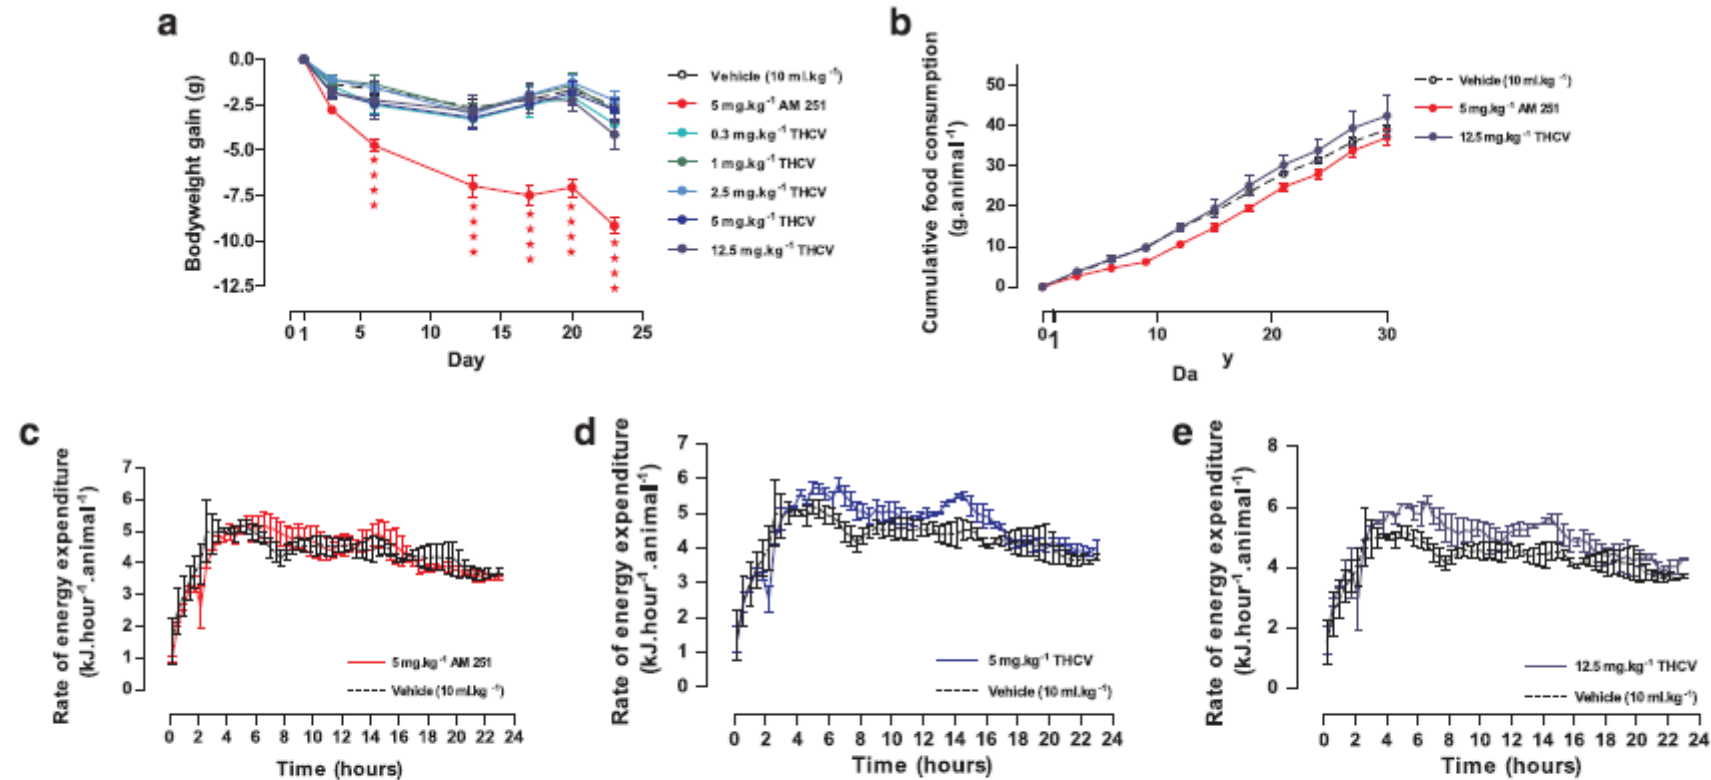 a
Bodyweight gain (g)
0.0
-2.5
-5.0
-7.5
-10.0
-12.5
0 1 5 10 15 20 25
Day
Vehicle (10 ml.kg⁻¹)
5 mg.kg⁻¹ AM 251
0.3 mg.kg⁻¹ THCV
1 mg.kg⁻¹ THCV
2.5 mg.kg⁻¹ THCV
5 mg.kg⁻¹ THCV
12.5 mg.kg⁻¹ THCV
b
Cumulative food consumption
(g.animal⁻¹)
50
40
30
20
10
0
0 1 10 20 30
Da y
Vehicle (10 ml.kg⁻¹)
5 mg.kg⁻¹ AM 251
12.5 mg.kg⁻¹ THCV
c
Rate of energy expenditure
(kJ.hour⁻¹.animal⁻¹)
7
6
5
4
3
2
1
0
5 mg.kg⁻¹ AM 251
Vehicle (10 ml.kg⁻¹)
0 2 4 6 8 10 12 14 16 18 20 22 24
Time (hours)
d
Rate of energy expenditure
(kJ.hour⁻¹.animal⁻¹)
7
6
5
4
3
2
1
0
5 mg.kg⁻¹ THCV
Vehicle (10 ml.kg⁻¹)
0 2 4 6 8 10 12 14 16 18 20 22 24
Time (hours)
e
Rate of energy expenditure
(kJ.hour⁻¹.animal⁻¹)
8
6
4
2
0
12.5 mg.kg⁻¹ THCV
Vehicle (10 ml.kg⁻¹)
0 2 4 6 8 10 12 14 16 18 20 22 24
Time (hours)